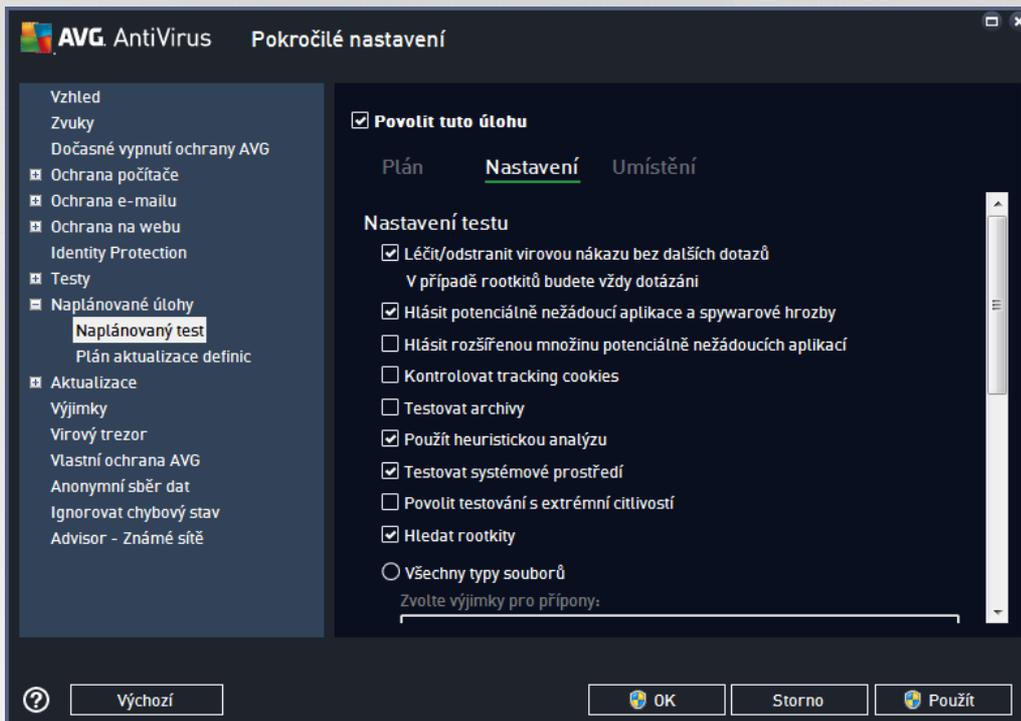 AVG. AntiVirus Pokročilé nastavení
Vzhled
Zvuky
Dočasné vypnutí ochrany AVG
Ochrana počítače
Ochrana e-mailu
Ochrana na webu
Identity Protection
Testy
Naplánované úlohy
Naplánovaný test
Plán aktualizace definic
Aktualizace
Výjimky
Virový trezor
Vlastní ochrana AVG
Anonymní sběr dat
Ignorovat chybový stav
Advisor - Známé sítě
Povolit tuto úlohu
Plán Nastavení Umístění
Nastavení testu
Léčit/odstranit virovou nákazu bez dalších dotazů
V případě rootkitů budete vždy dotázáni
Hlásit potenciálně nežádoucí aplikace a spywarové hrozby
Hlásit rozšířenou množinu potenciálně nežádoucích aplikací
Kontrolovat tracking cookies
Testovat archivy
Použít heuristickou analýzu
Testovat systémové prostředí
Povolit testování s extrémní citlivostí
Hledat rootkity
Všechny typy souborů
Zvolte výjimky pro přípony:
? Výchozí OK Storno Použít